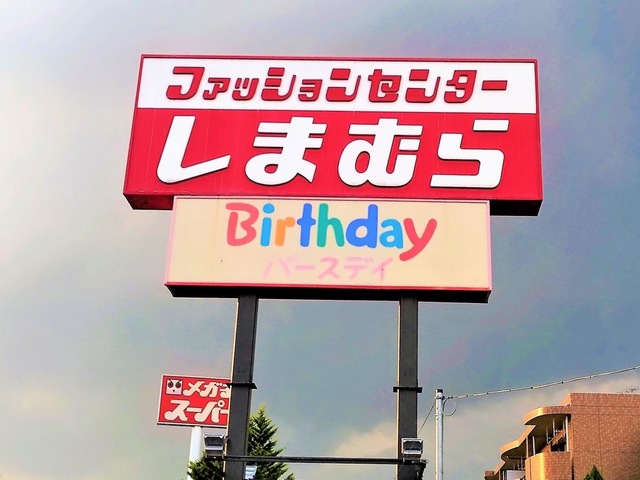 ファッションセンター
しまむら
Birthday
バースデイ
メガネ
スーパー